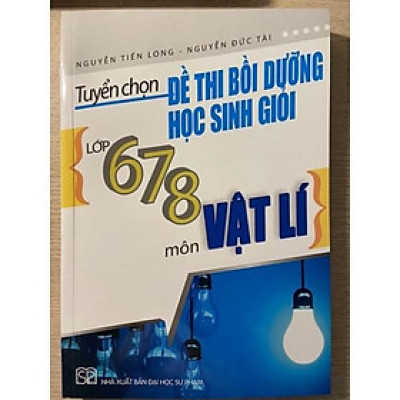 NGUYỄN TIẾN LONG - NGUYỄN ĐỨC TÀI
Tuyển chọn
ĐỀ THI BỒI DƯỠNG
HỌC SINH GIỎI
LỚP 678
môn VẬT LÍ
SP NHÀ XUẤT BẢN ĐẠI HỌC SƯ PHẠM